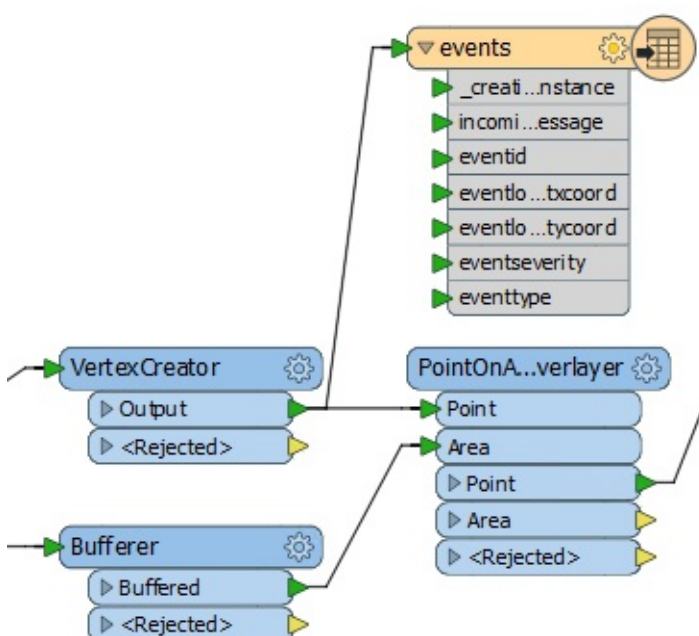 events
_creati...nstance
incomi...essage
eventid
eventlo...txcoord
eventlo...tycoord
eventseverity
eventtype
VertexCreator
Output
<Rejected>
PointOnA...verlayer
Point
Area
Point
Area
<Rejected>
Bufferer
Buffered
<Rejected>